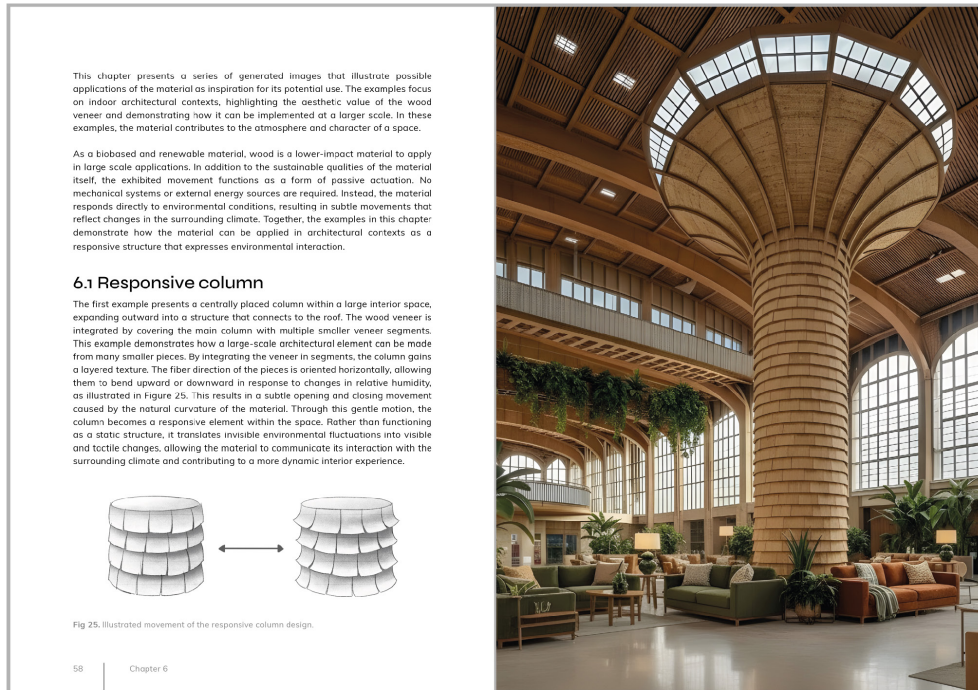 This chapter presents a series of generated images that illustrate possible
applications of the material as inspiration for its potential use. The examples focus
on indoor architectural contexts, highlighting the aesthetic value of the wood
veneer and demonstrating how it can be implemented at a larger scale. In these
examples, the material contributes to the atmosphere and character of a space.
As a biobased and renewable material, wood is a lower-impact material to apply
in large scale applications. In addition to the sustainable qualities of the material
itself, the exhibited movement functions as a form of passive actuation. No
mechanical systems or external energy sources are required. Instead, the material
responds directly to environmental conditions, resulting in subtle movements that
reflect changes in the surrounding climate. Together, the examples in this chapter
demonstrate how the material can be applied in architectural contexts as a
responsive structure that expresses environmental interaction.
6.1 Responsive column
The first example presents a centrally placed column within a large interior space,
expanding outward into a structure that connects to the roof. The wood veneer is
integrated by covering the main column with multiple smaller veneer segments.
This example demonstrates how a large-scale architectural element can be made
from many smaller pieces. By integrating the veneer in segments, the column gains
a layered texture. The fiber direction of the pieces is oriented horizontally, allowing
them to bend upward or downward in response to changes in relative humidity,
as illustrated in Figure 25. This results in a subtle opening and closing movement
caused by the natural curvature of the material. Through this gentle motion, the
column becomes a responsive element within the space. Rather than functioning
as a static structure, it translates invisible environmental fluctuations into visible
and tactile changes, allowing the material to communicate its interaction with the
surrounding climate and contributing to a more dynamic interior experience.
Fig 25. Illustrated movement of the responsive column design.
58
Chapter 6